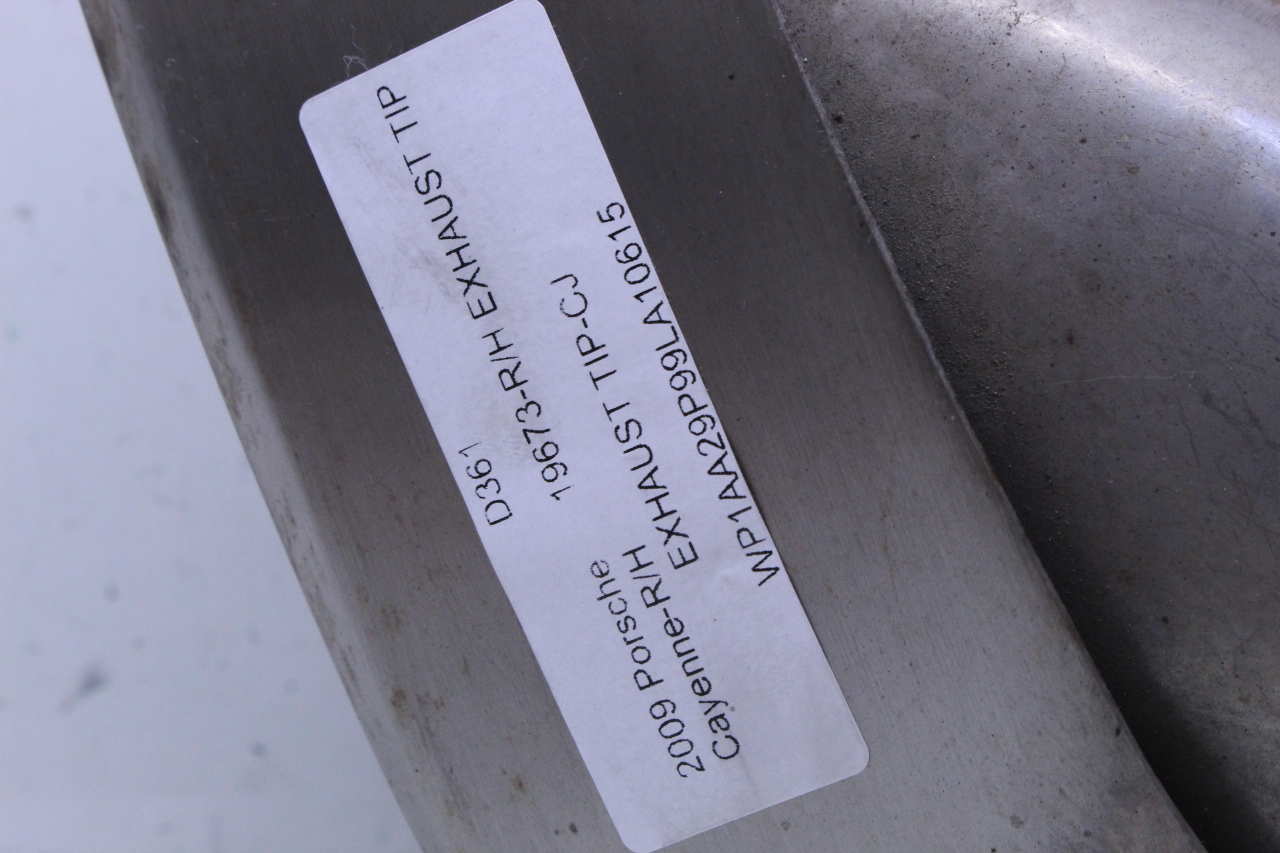 D361
19673-R/H EXHAUST TIP
2009 Porsche
Cayenne-R/H
EXHAUST TIP-CJ
WP1AA29P99LA10615